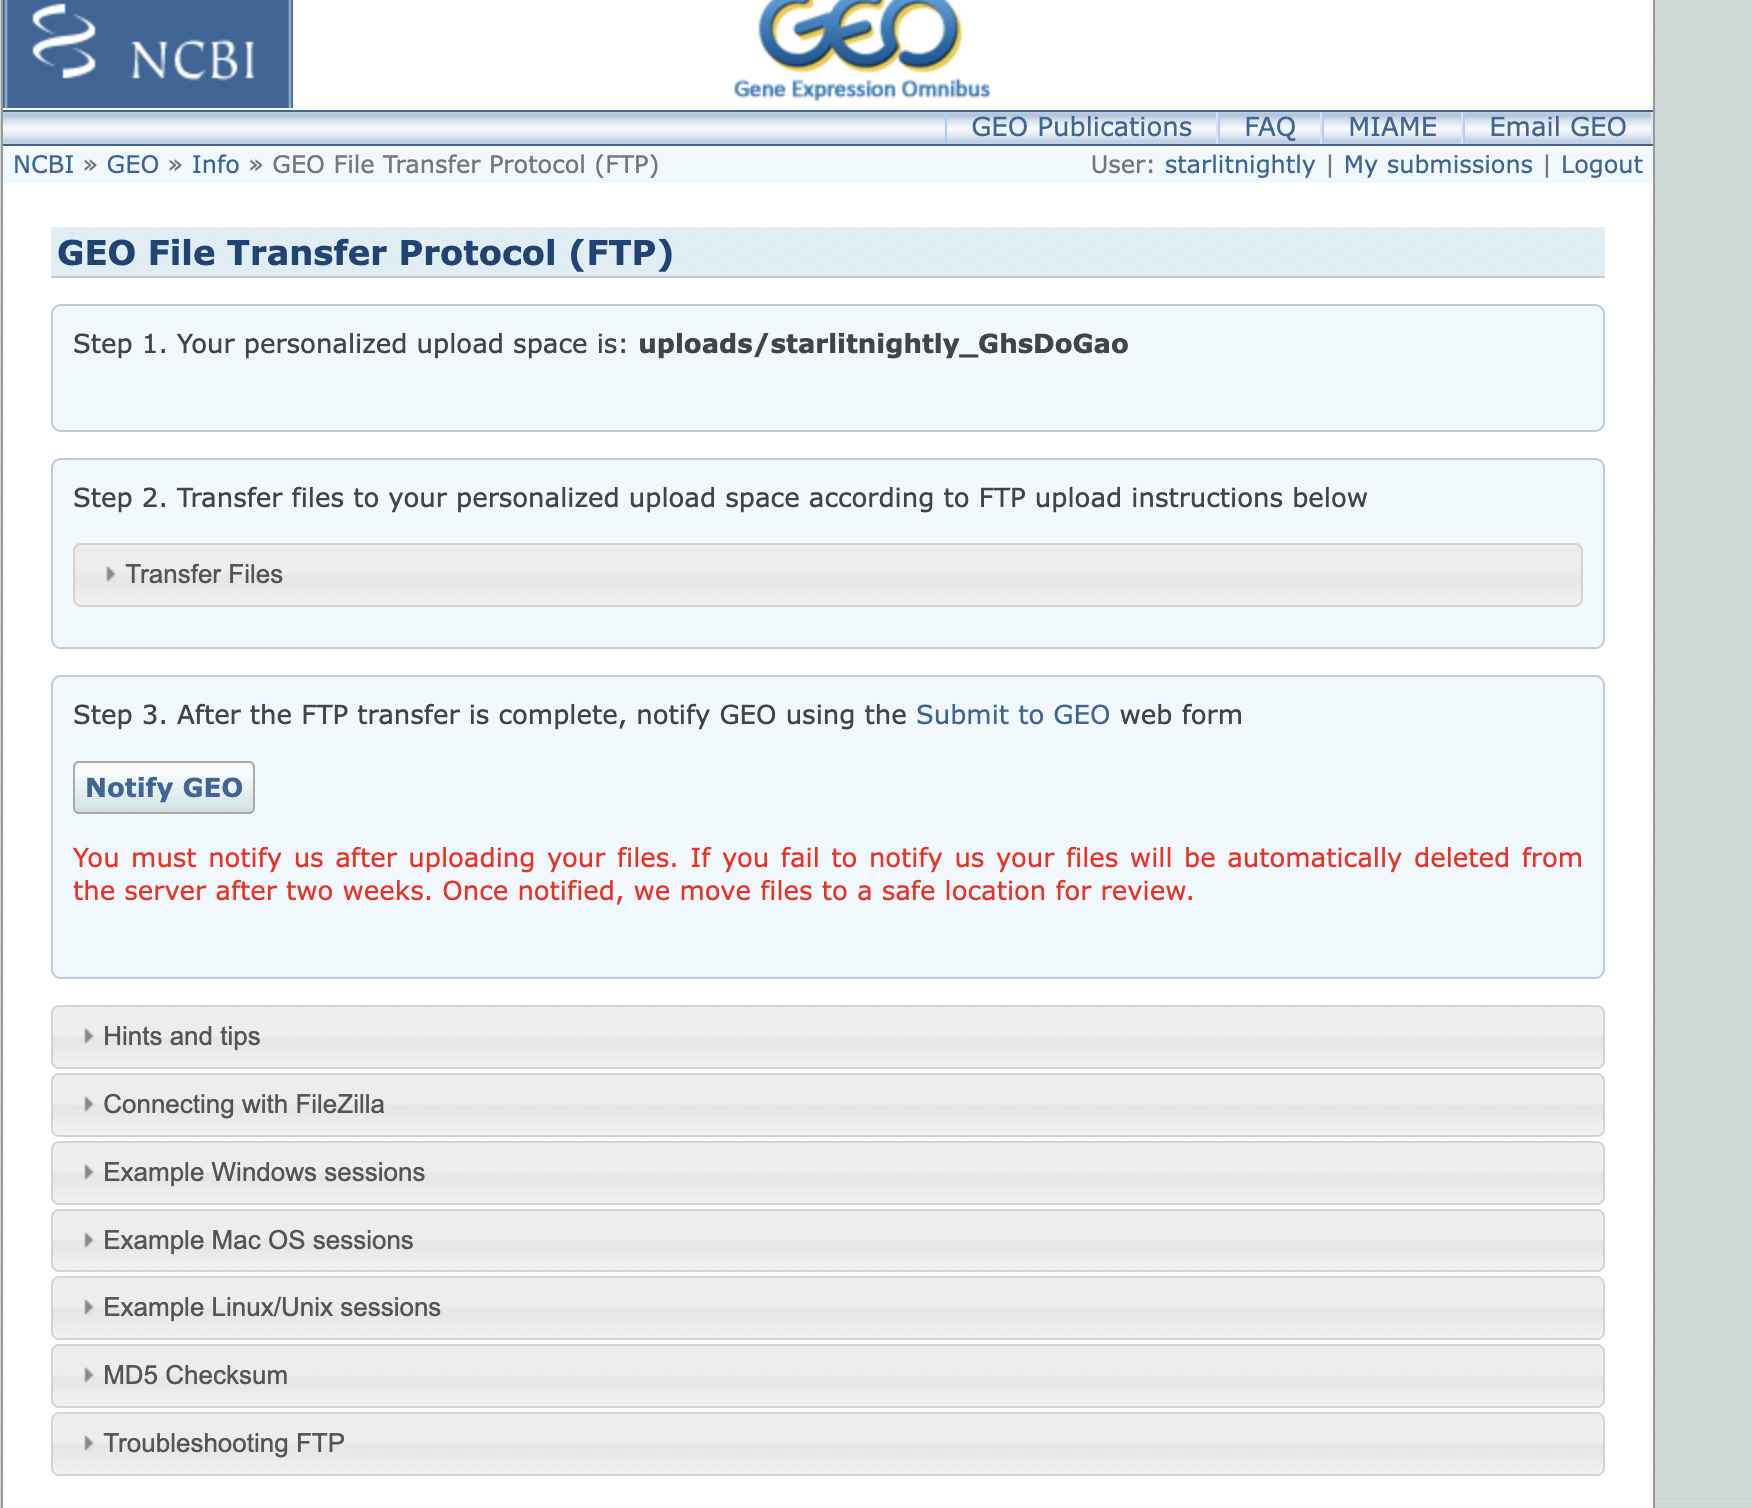 NCBI
GEO
Gene Expression Omnibus
GEO Publications FAQ MIAME Email GEO
NCBI » GEO » Info » GEO File Transfer Protocol (FTP) User: starlitnightly | My submissions | Logout
GEO File Transfer Protocol (FTP)
Step 1. Your personalized upload space is: uploads/starlitnightly_GhsDoGao
Step 2. Transfer files to your personalized upload space according to FTP upload instructions below
Transfer Files
Step 3. After the FTP transfer is complete, notify GEO using the Submit to GEO web form
Notify GEO
You must notify us after uploading your files. If you fail to notify us your files will be automatically deleted from
the server after two weeks. Once notified, we move files to a safe location for review.
Hints and tips
Connecting with FileZilla
Example Windows sessions
Example Mac OS sessions
Example Linux/Unix sessions
MD5 Checksum
Troubleshooting FTP